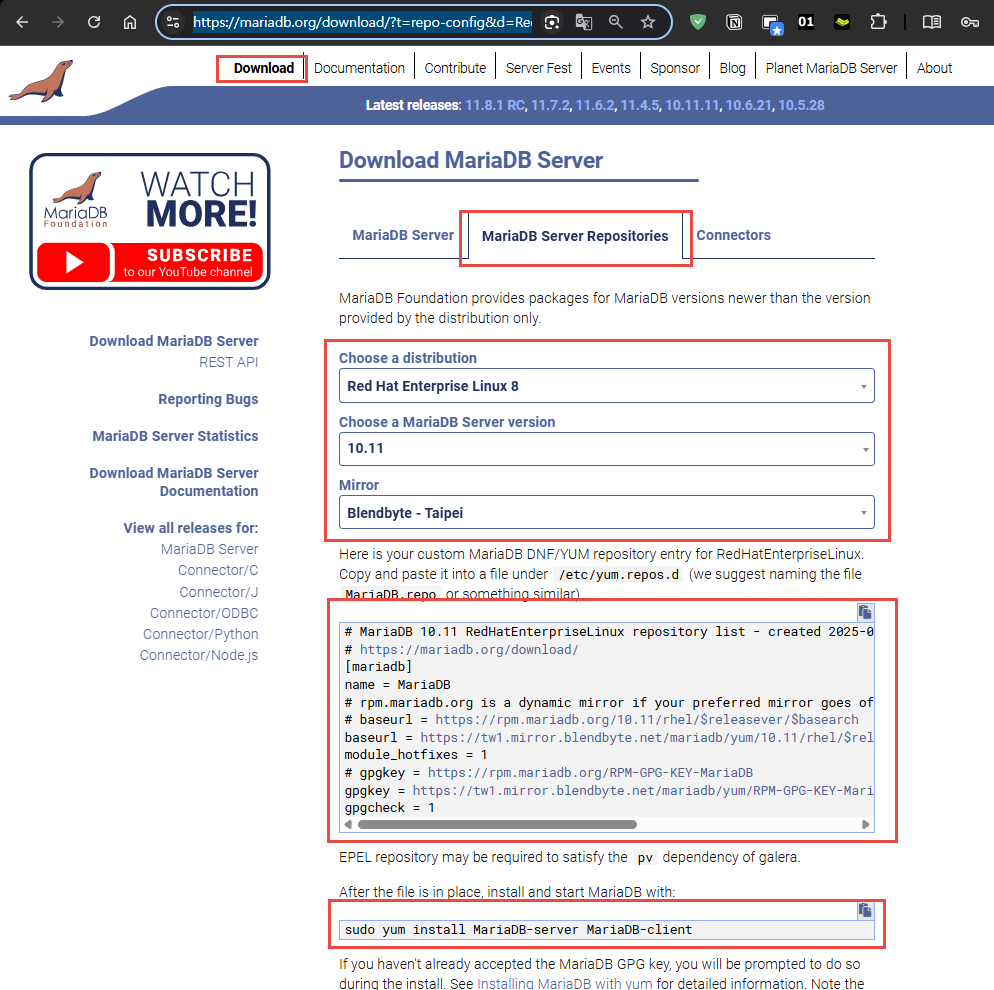 https://mariadb.org/download/?t=repo-config&d=Re
01
Download
Documentation
Contribute
Server Fest
Events
Sponsor
Blog
Planet MariaDB Server
About
Latest releases: 11.8.1 RC, 11.7.2, 11.6.2, 11.4.5, 10.11.11, 10.6.21, 10.5.28
WATCH
MORE!
MariaDB
Foundation
SUBSCRIBE
to our YouTube channel
Download MariaDB Server
REST API
Reporting Bugs
MariaDB Server Statistics
Download MariaDB Server
Documentation
View all releases for:
MariaDB Server
Connector/C
Connector/J
Connector/ODBC
Connector/Python
Connector/Node.js
Download MariaDB Server
MariaDB Server
MariaDB Server Repositories
Connectors
MariaDB Foundation provides packages for MariaDB versions newer than the version
provided by the distribution only.
Choose a distribution
Red Hat Enterprise Linux 8
Choose a MariaDB Server version
10.11
Mirror
Blendbyte - Taipei
Here is your custom MariaDB DNF/YUM repository entry for RedHatEnterpriseLinux.
Copy and paste it into a file under /etc/yum.repos.d (we suggest naming the file
MariaDB.repo or something similar)
# MariaDB 10.11 RedHatEnterpriseLinux repository list - created 2025-0
# https://mariadb.org/download/
[mariadb]
name = MariaDB
# rpm.mariadb.org is a dynamic mirror if your preferred mirror goes of
# baseurl = https://rpm.mariadb.org/10.11/rhel/$releasever/$basearch
baseurl = https://tw1.mirror.blendbyte.net/mariadb/yum/10.11/rhel/$rel
module_hotfixes = 1
# gpgkey = https://rpm.mariadb.org/RPM-GPG-KEY-MariaDB
gpgkey = https://tw1.mirror.blendbyte.net/mariadb/yum/RPM-GPG-KEY-Mari
gpgcheck = 1
EPEL repository may be required to satisfy the pv dependency of galera.
After the file is in place, install and start MariaDB with:
sudo yum install MariaDB-server MariaDB-client
If you haven't already accepted the MariaDB GPG key, you will be prompted to do so
during the install. See Installing MariaDB with yum for detailed information. Note the